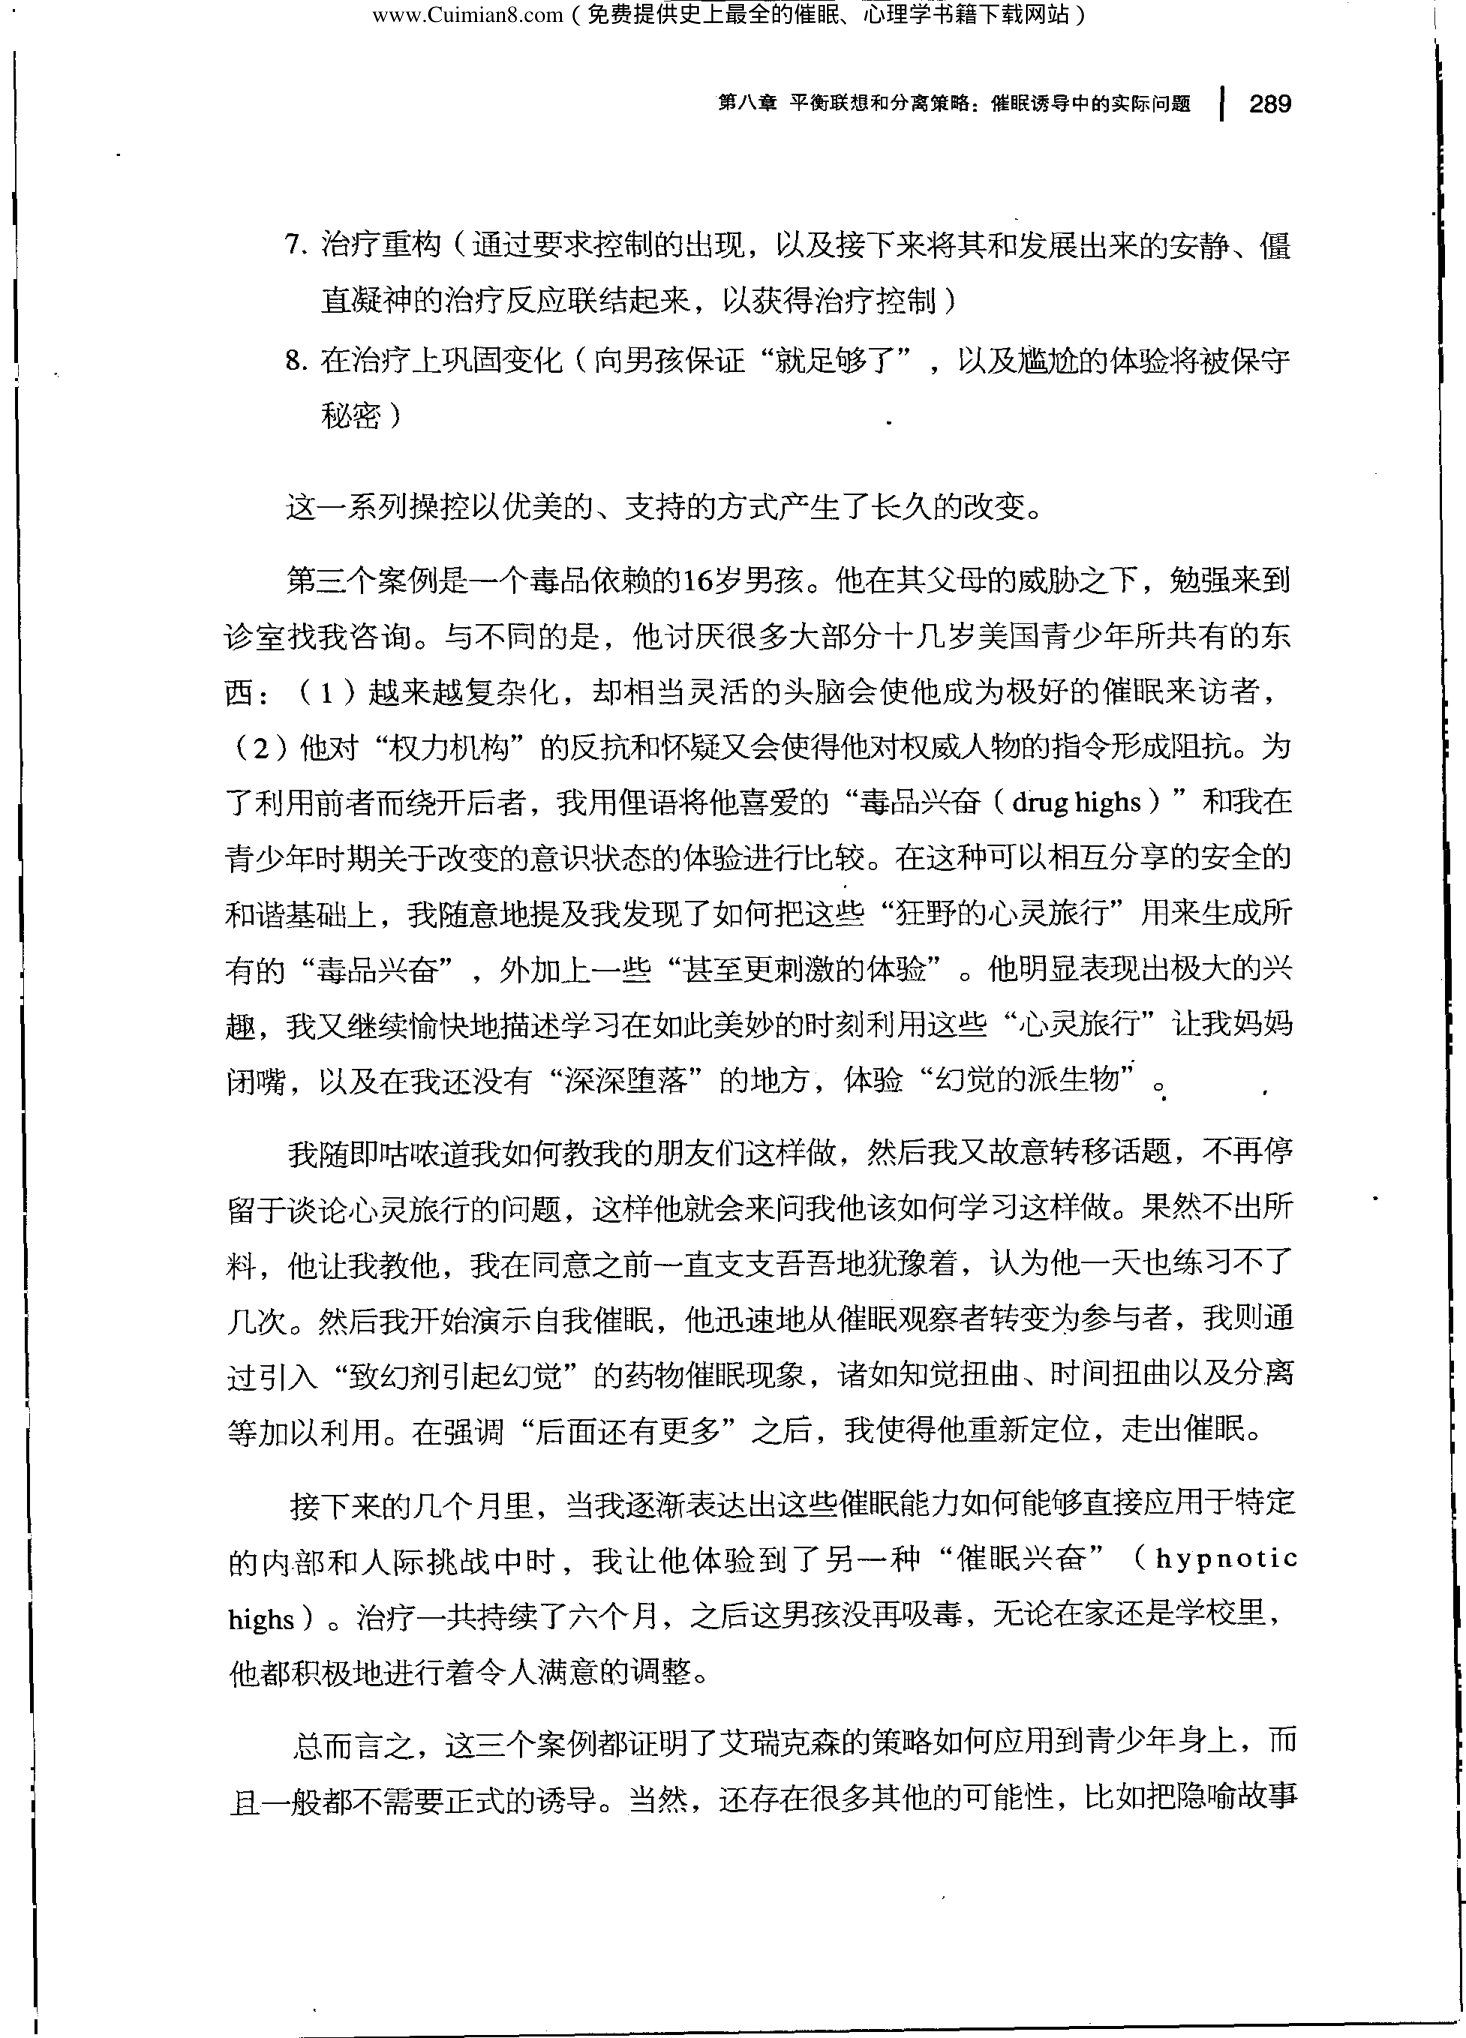 www.Cuimian8.com（免费提供史上最全的催眠、心理学书籍下载网站）
第八章 平衡联想和分离策略：催眠诱导中的实际问题 289
7. 治疗重构（通过要求控制的出现，以及接下来将其和发展出来的安静、僵
直凝神的治疗反应联结起来，以获得治疗控制）
8. 在治疗上巩固变化（向男孩保证“就足够了”，以及尴尬的体验将被保守
秘密）
这一系列操控以优美的、支持的方式产生了长久的改变。
第三个案例是一个毒品依赖的16岁男孩。他在其父母的威胁之下，勉强来到
诊室找我咨询。与不同的是，他讨厌很多大部分十几岁美国青少年所共有的东
西：（1）越来越复杂化，却相当灵活的头脑会使他成为极好的催眠来访者，
（2）他对“权力机构”的反抗和怀疑又会使得他对权威人物的指令形成阻抗。为
了利用前者而绕开后者，我用俚语将他喜爱的“毒品兴奋（drug highs）”和我在
青少年时期关于改变的意识状态的体验进行比较。在这种可以相互分享的安全的
和谐基础上，我随意地提及我发现了如何把这些“狂野的心灵旅行”用来生成所
有的“毒品兴奋”，外加上一些“甚至更刺激的体验”。他明显表现出极大的兴
趣，我又继续愉快地描述学习在如此美妙的时刻利用这些“心灵旅行”让我妈妈
闭嘴，以及在我还没有“深深堕落”的地方，体验“幻觉的派生物”。
我随即咕哝道我如何教我的朋友们这样做，然后我又故意转移话题，不再停
留于谈论心灵旅行的问题，这样他就会来问我他该如何学习这样做。果然不出所
料，他让我教他，我在同意之前一直支支吾吾地犹豫着，认为他一天也练习不了
几次。然后我开始演示自我催眠，他迅速地从催眠观察者转变为参与者，我则通
过引入“致幻剂引起幻觉”的药物催眠现象，诸如知觉扭曲、时间扭曲以及分离
等加以利用。在强调“后面还有更多”之后，我使得他重新定位，走出催眠。
接下来的几个月里，当我逐渐表达出这些催眠能力如何能够直接应用于特定
的内部和人际挑战中时，我让他体验到了另一种“催眠兴奋”（hypnotic
highs）。治疗一共持续了六个月，之后这男孩没再吸毒，无论在家还是学校里，
他都积极地进行着令人满意的调整。
总而言之，这三个案例都证明了艾瑞克森的策略如何应用到青少年身上，而
且一般都不需要正式的诱导。当然，还存在很多其他的可能性，比如把隐喻故事